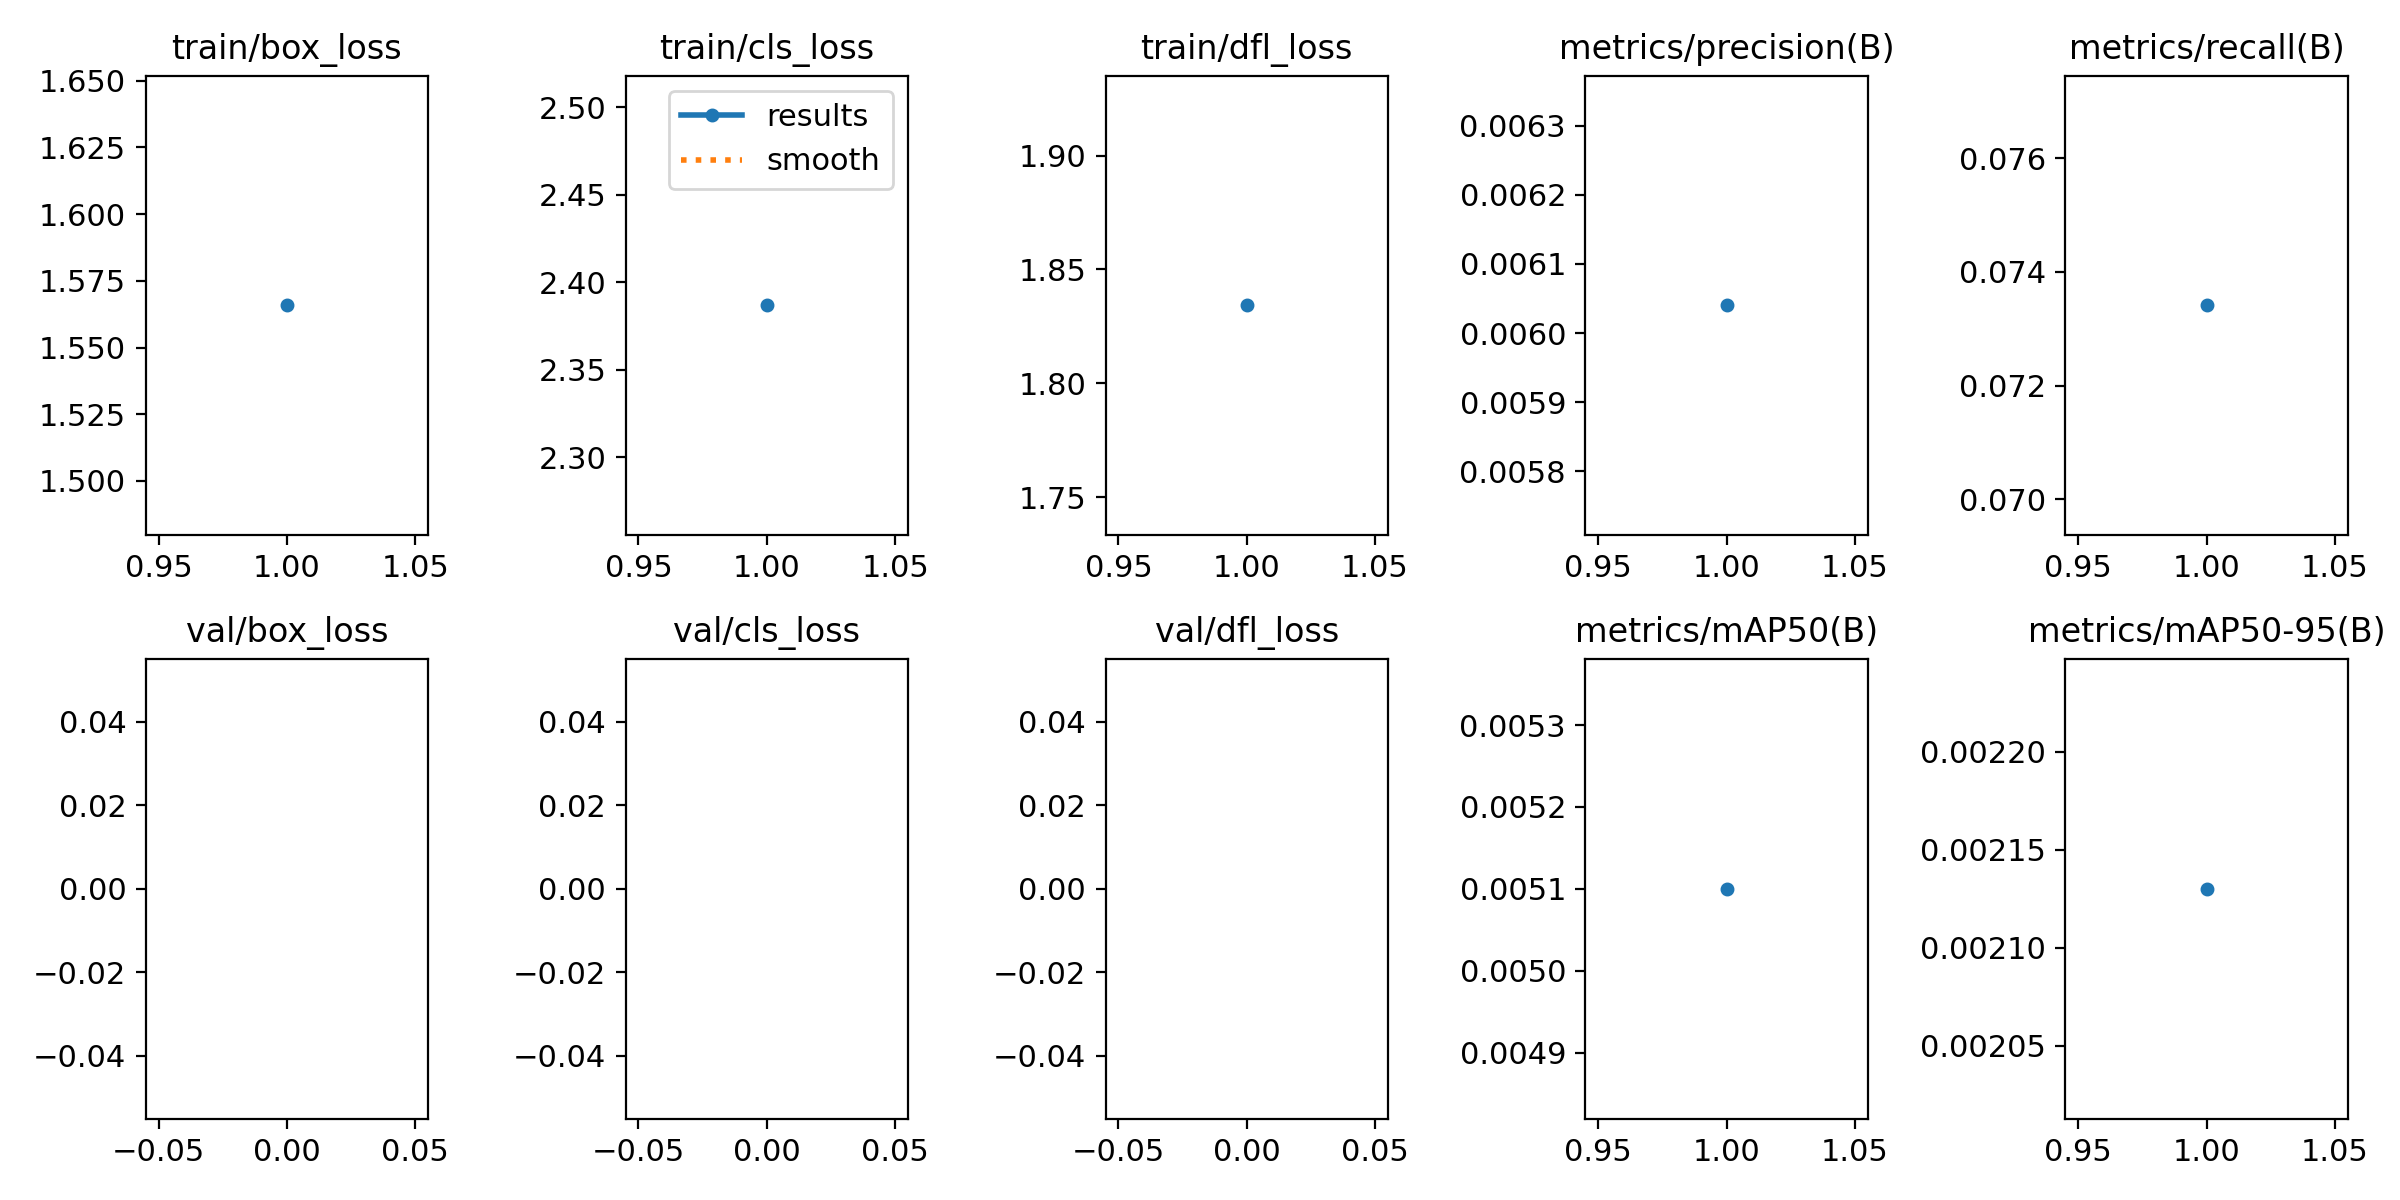 train/box_loss
1.650
1.625
1.600
1.575
1.550
1.525
1.500
0.95 1.00 1.05
train/cls_loss
results
smooth
2.50
2.45
2.40
2.35
2.30
0.95 1.00 1.05
train/dfl_loss
1.90
1.85
1.80
1.75
0.95 1.00 1.05
metrics/precision(B)
0.0063
0.0062
0.0061
0.0060
0.0059
0.0058
0.95 1.00 1.05
metrics/recall(B)
0.076
0.074
0.072
0.070
0.95 1.00 1.05
val/box_loss
0.04
0.02
0.00
−0.02
−0.04
−0.05 0.00 0.05
val/cls_loss
0.04
0.02
0.00
−0.02
−0.04
−0.05 0.00 0.05
val/dfl_loss
0.04
0.02
0.00
−0.02
−0.04
−0.05 0.00 0.05
metrics/mAP50(B)
0.0053
0.0052
0.0051
0.0050
0.0049
0.95 1.00 1.05
metrics/mAP50-95(B)
0.00220
0.00215
0.00210
0.00205
0.95 1.00 1.05